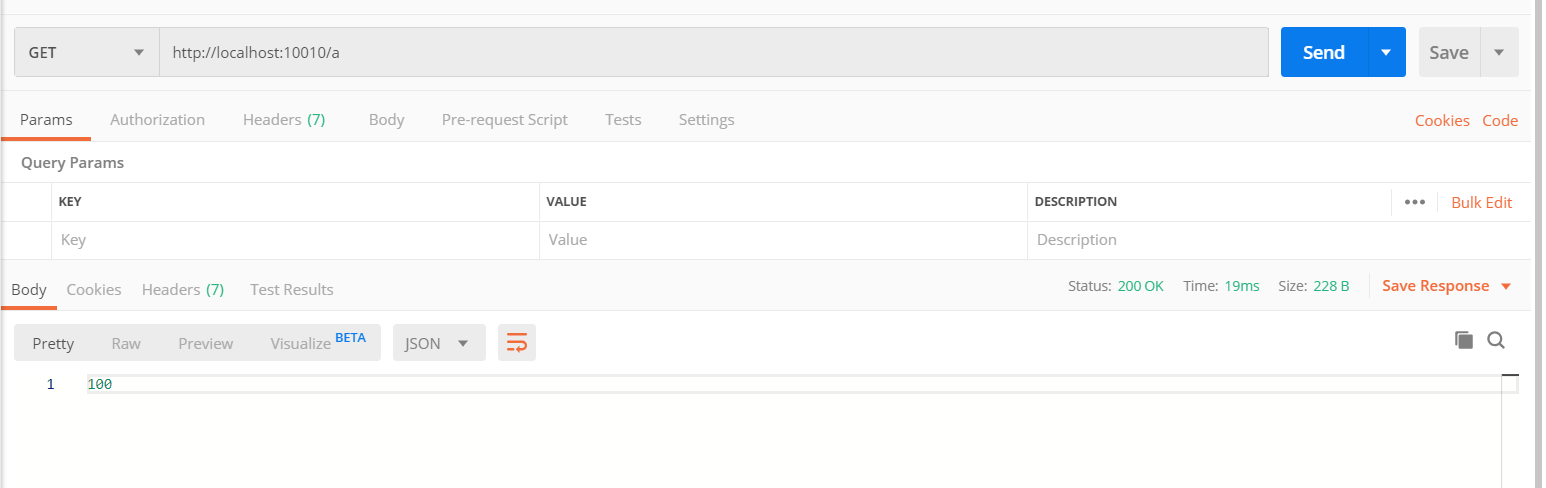 GET http://localhost:10010/a Send Save
Params Authorization Headers (7) Body Pre-request Script Tests Settings Cookies Code
Query Params
KEY VALUE DESCRIPTION ••• Bulk Edit
Key Value Description
Body Cookies Headers (7) Test Results Status: 200 OK Time: 19ms Size: 228 B Save Response
Pretty Raw Preview Visualize BETA JSON
1 100